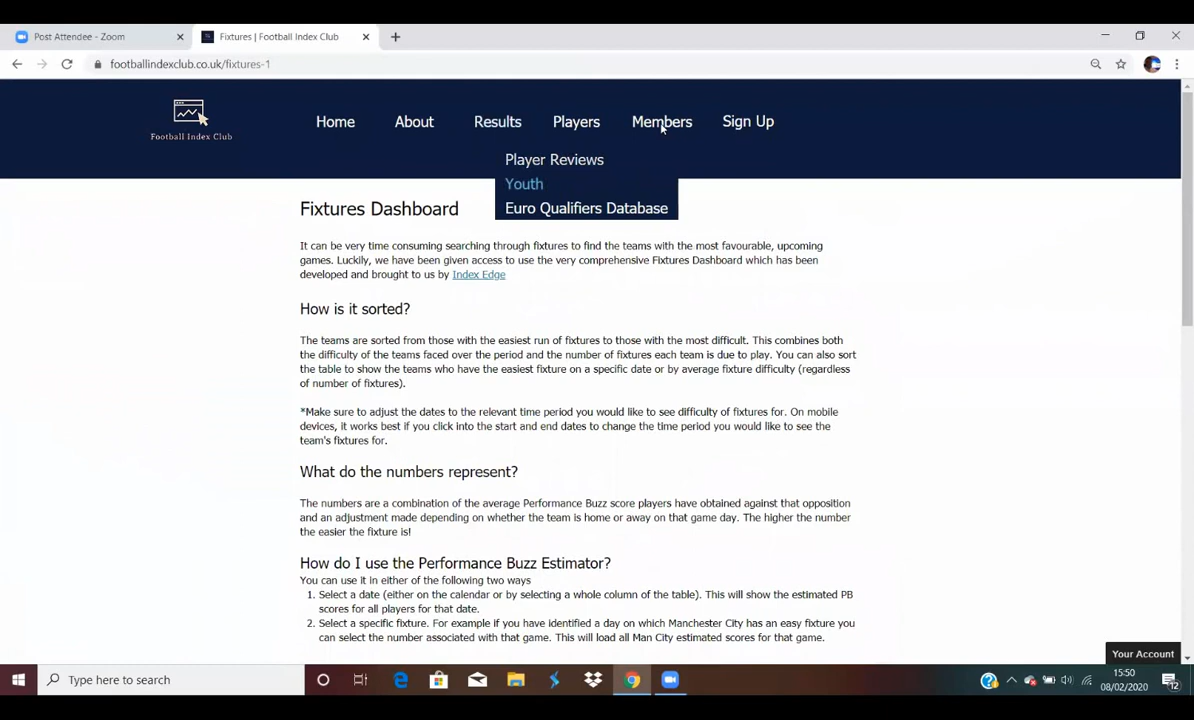 Post Attendee - Zoom
Fixtures | Football Index Club
footballindexclub.co.uk/fixtures-1
Football Index Club
Home About Results Players Members Sign Up
Player Reviews
Youth
Euro Qualifiers Database
Fixtures Dashboard
It can be very time consuming searching through fixtures to find the teams with the most favourable, upcoming
games. Luckily, we have been given access to use the very comprehensive Fixtures Dashboard which has been
developed and brought to us by Index Edge
How is it sorted?
The teams are sorted from those with the easiest run of fixtures to those with the most difficult. This combines both
the difficulty of the teams faced over the period and the number of fixtures each team is due to play. You can also sort
the table to show the teams who have the easiest fixture on a specific date or by average fixture difficulty (regardless
of number of fixtures).
*Make sure to adjust the dates to the relevant time period you would like to see difficulty of fixtures for. On mobile
devices, it works best if you click into the start and end dates to change the time period you would like to see the
team's fixtures for.
What do the numbers represent?
The numbers are a combination of the average Performance Buzz score players have obtained against that opposition
and an adjustment made depending on whether the team is home or away on that game day. The higher the number
the easier the fixture is!
How do I use the Performance Buzz Estimator?
You can use it in either of the following two ways
1. Select a date (either on the calendar or by selecting a whole column of the table). This will show the estimated PB
scores for all players for that date.
2. Select a specific fixture. For example if you have identified a day on which Manchester City has an easy fixture you
can select the number associated with that game. This will load all Man City estimated scores for that game.
Your Account
Type here to search
15:50
08/02/2020
12